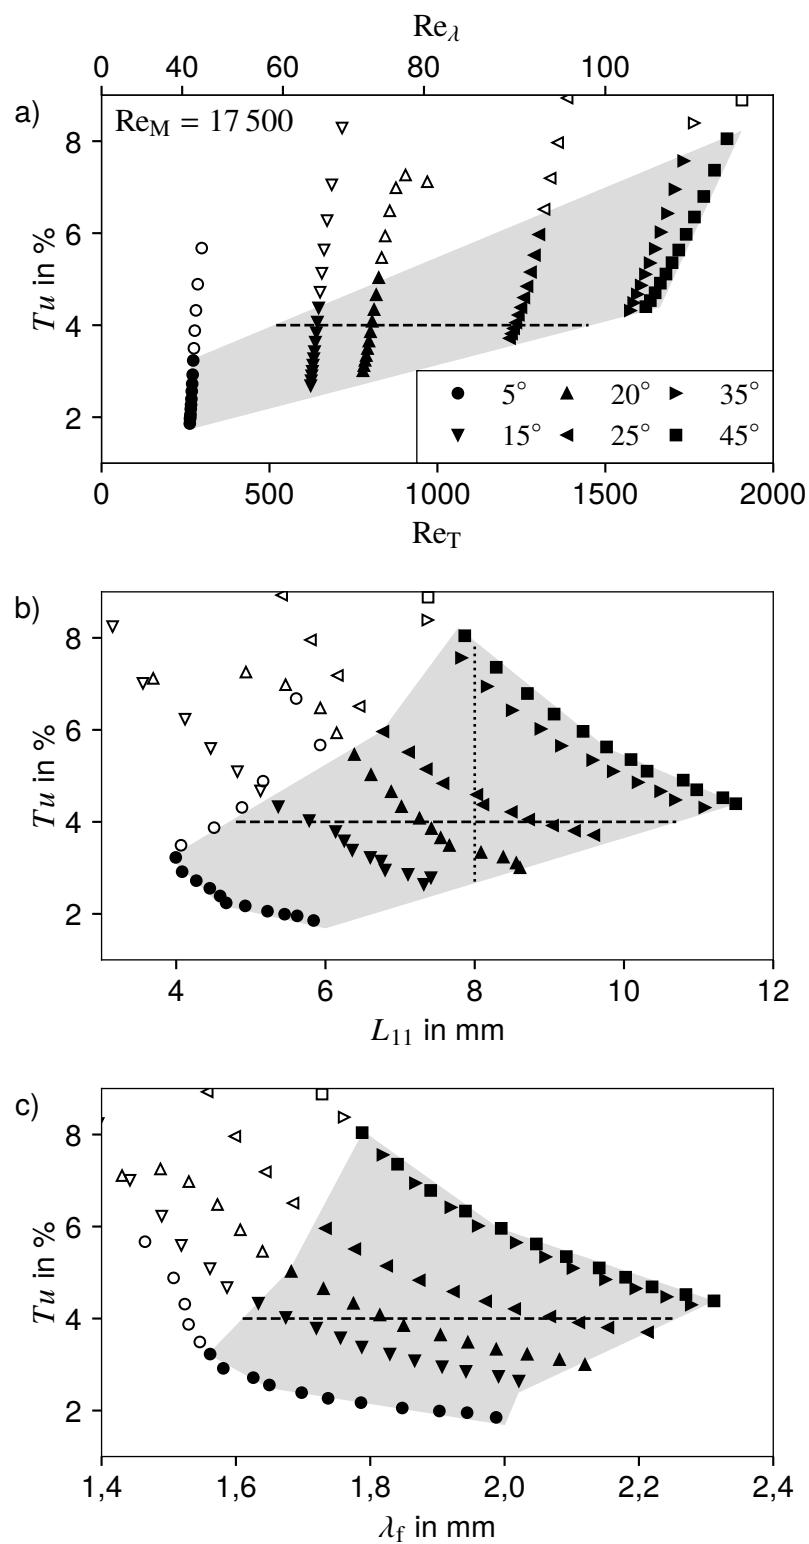 Re_λ
0 40 60 80 100
a)
Re_M = 17 500
8
6
4
2
Tu in %
5° 20° 35°
15° 25° 45°
0 500 1000 1500 2000
Re_T
b)
8
6
4
2
Tu in %
4 6 8 10 12
L_11 in mm
c)
8
6
4
2
Tu in %
1,4 1,6 1,8 2,0 2,2 2,4
λ_f in mm